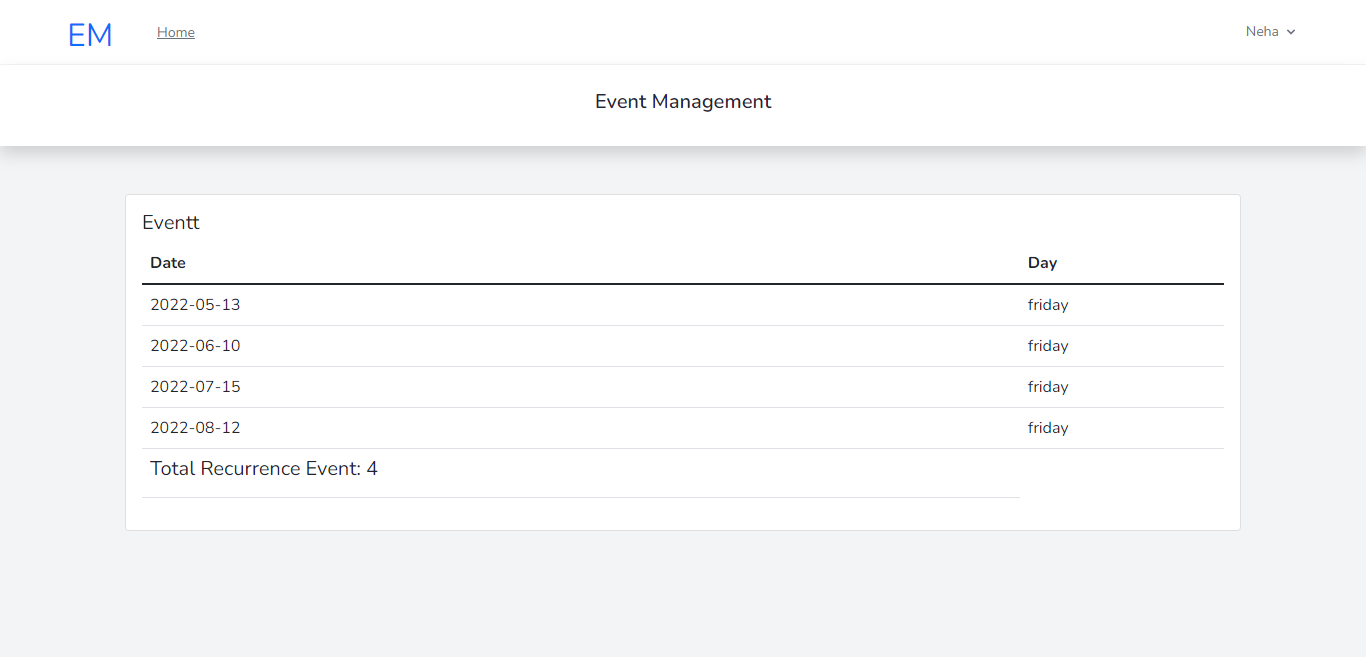 EM Home Neha
Event Management
Eventt
Date Day
2022-05-13 friday
2022-06-10 friday
2022-07-15 friday
2022-08-12 friday
Total Recurrence Event: 4